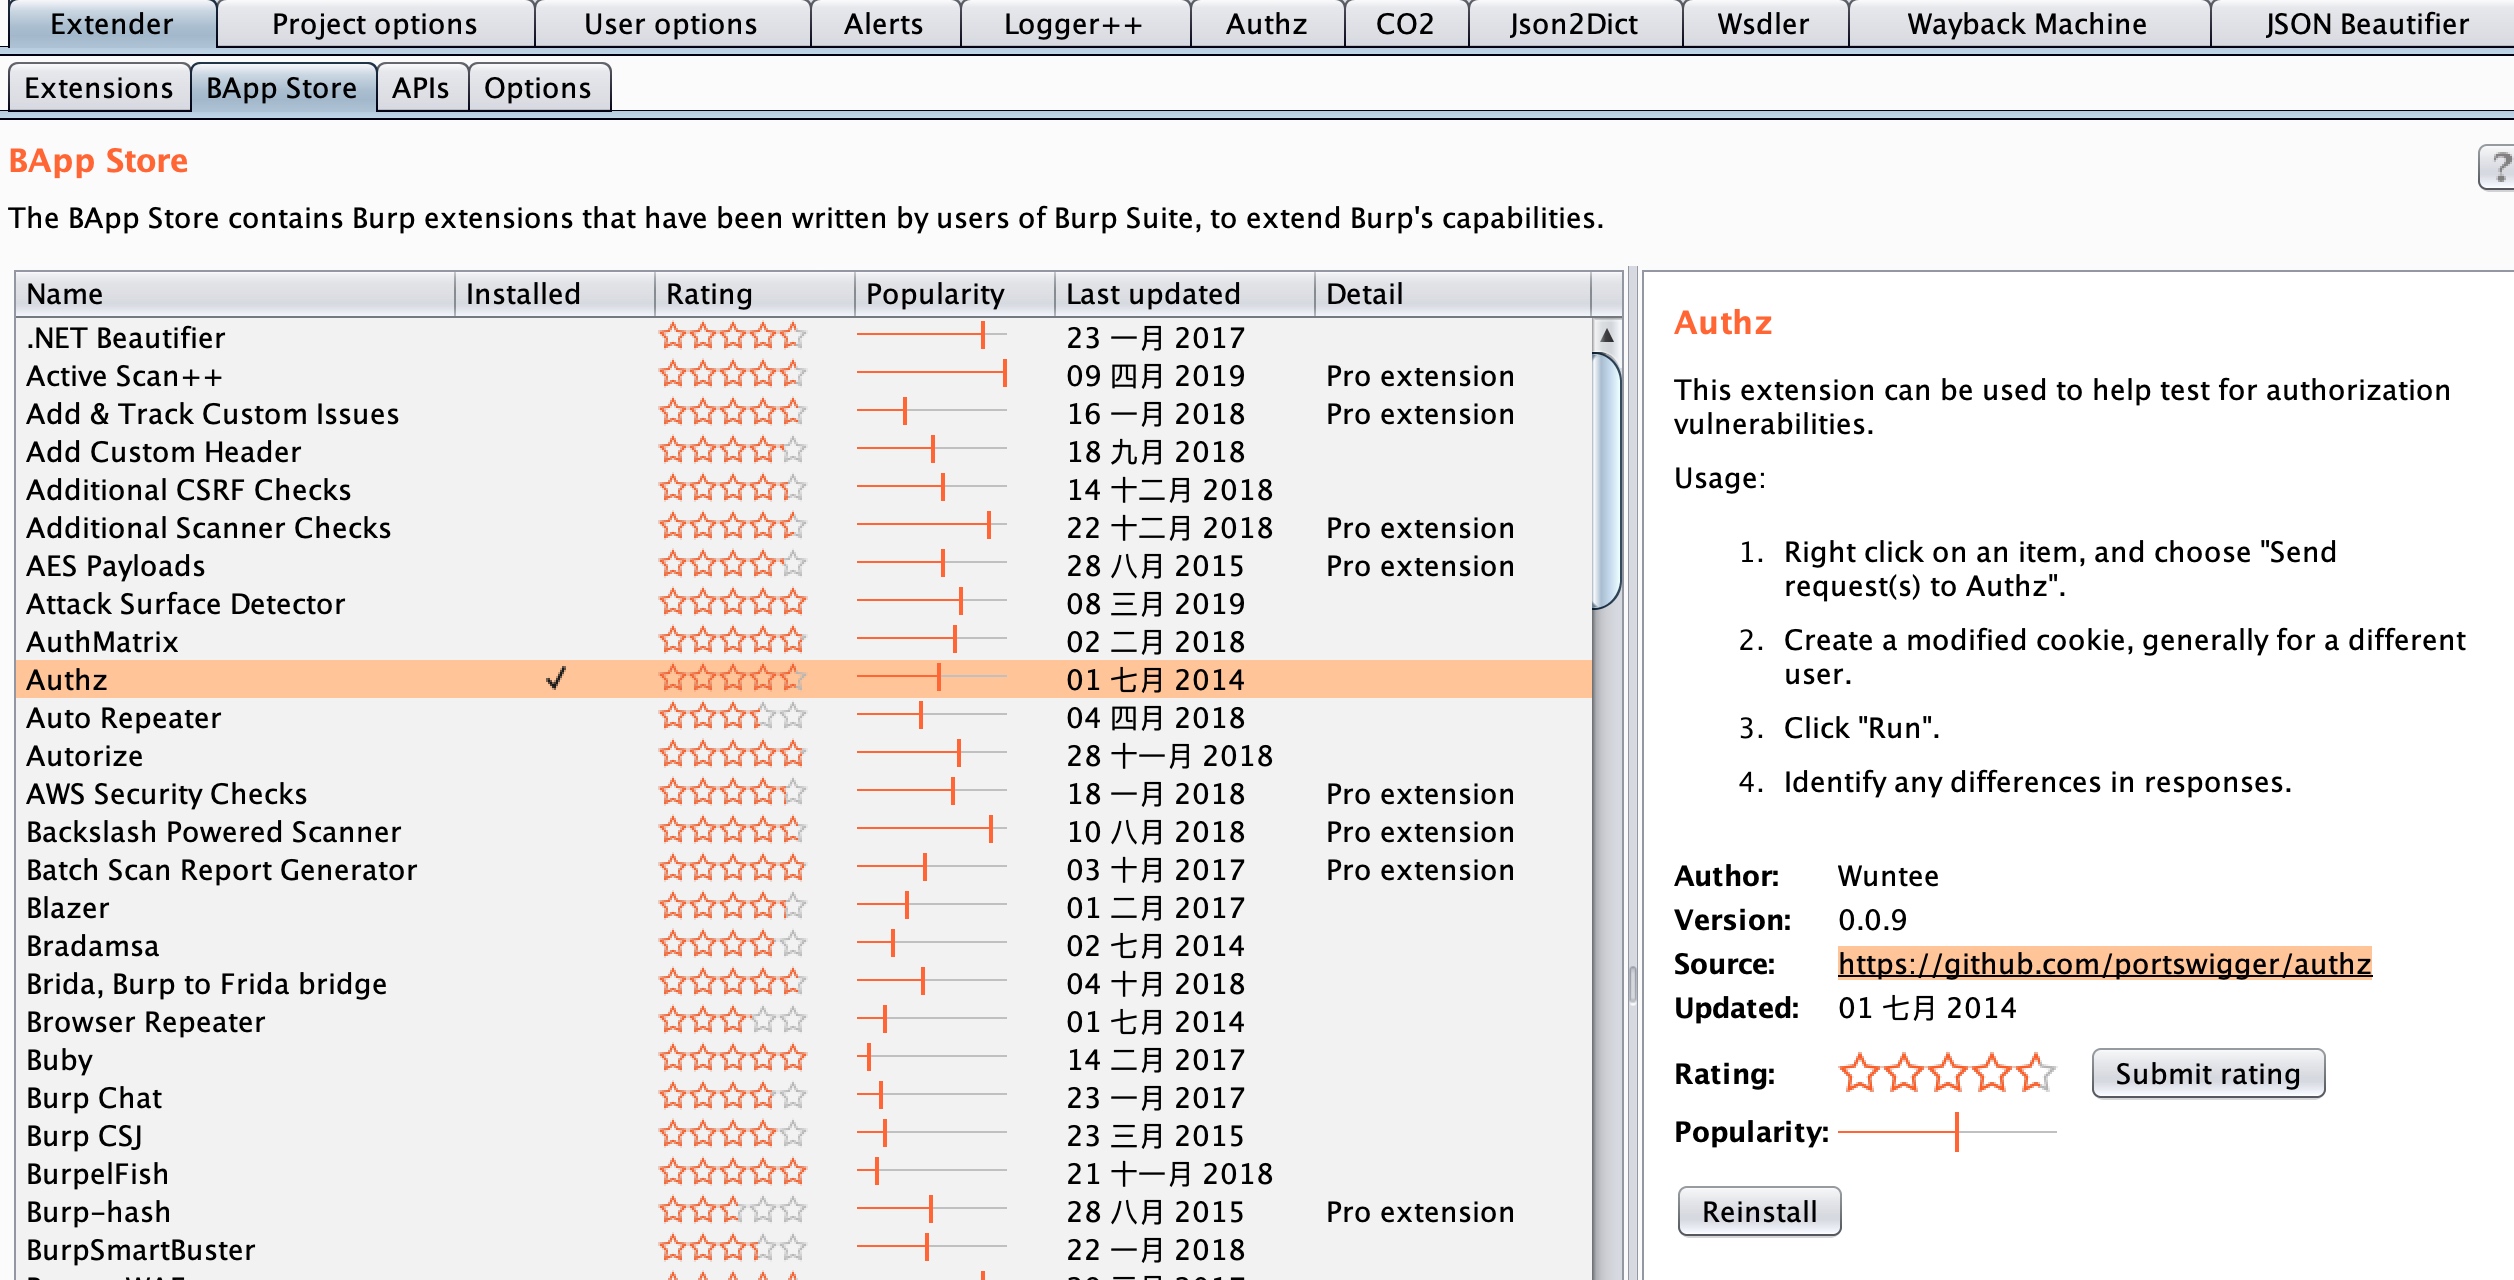 Extender Project options User options Alerts Logger++ Authz CO2 Json2Dict Wsdler Wayback Machine JSON Beautifier
Extensions BApp Store APIs Options
BApp Store
?
The BApp Store contains Burp extensions that have been written by users of Burp Suite, to extend Burp's capabilities.
Name Installed Rating Popularity Last updated Detail
.NET Beautifier 23 一月 2017
Active Scan++ 09 四月 2019 Pro extension
Add & Track Custom Issues 16 一月 2018 Pro extension
Add Custom Header 18 九月 2018
Additional CSRF Checks 14 十二月 2018
Additional Scanner Checks 22 十二月 2018 Pro extension
AES Payloads 28 八月 2015 Pro extension
Attack Surface Detector 08 三月 2019
AuthMatrix 02 二月 2018
Authz ✓ 01 七月 2014
Auto Repeater 04 四月 2018
Autorize 28 十一月 2018
AWS Security Checks 18 一月 2018 Pro extension
Backslash Powered Scanner 10 八月 2018 Pro extension
Batch Scan Report Generator 03 十月 2017 Pro extension
Blazer 01 二月 2017
Bradamsa 02 七月 2014
Brida, Burp to Frida bridge 04 十月 2018
Browser Repeater 01 七月 2014
Buby 14 二月 2017
Burp Chat 23 一月 2017
Burp CSJ 23 三月 2015
BurpelFish 21 十一月 2018
Burp-hash 28 八月 2015 Pro extension
BurpSmartBuster 22 一月 2018
Authz
This extension can be used to help test for authorization
vulnerabilities.
Usage:
1. Right click on an item, and choose "Send
request(s) to Authz".
2. Create a modified cookie, generally for a different
user.
3. Click "Run".
4. Identify any differences in responses.
Author: Wuntee
Version: 0.0.9
Source: https://github.com/portswigger/authz
Updated: 01 七月 2014
Rating: Submit rating
Popularity:
Reinstall